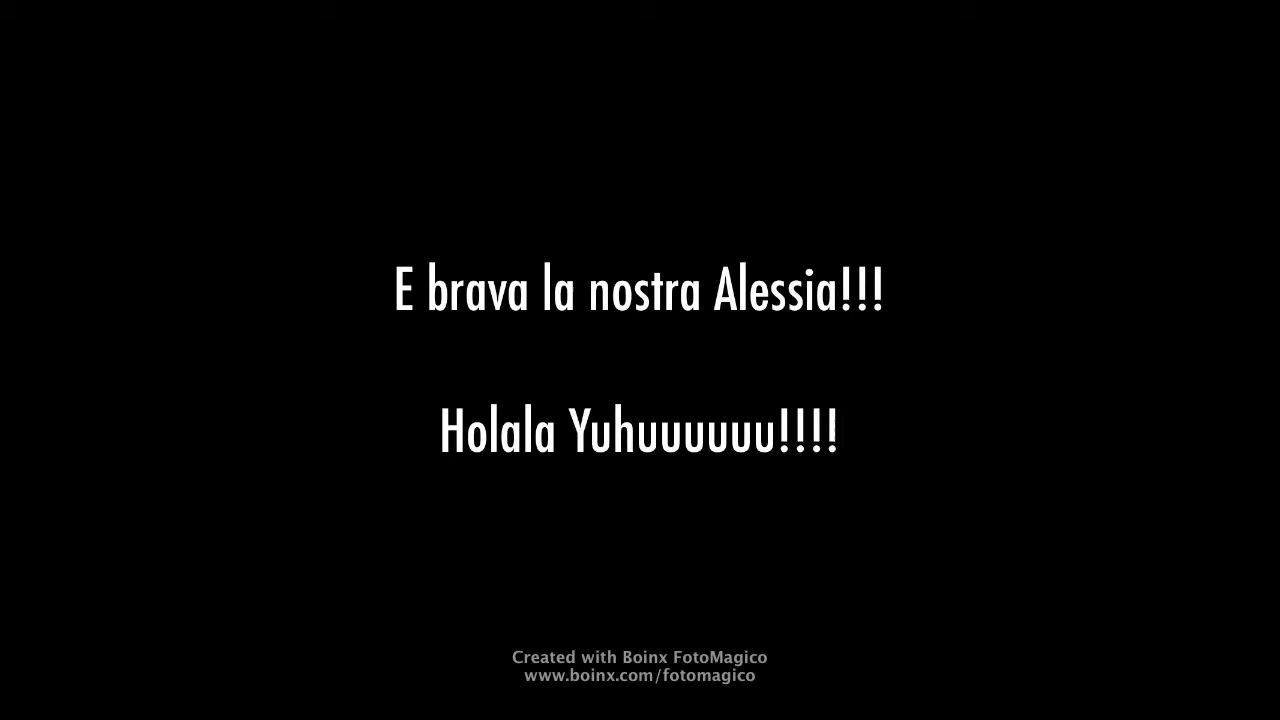 E brava la nostra Alessia!!!
Holala Yuhuuuuuu!!!!
Created with Boinx FotoMagico
www.boinx.com/fotomagico